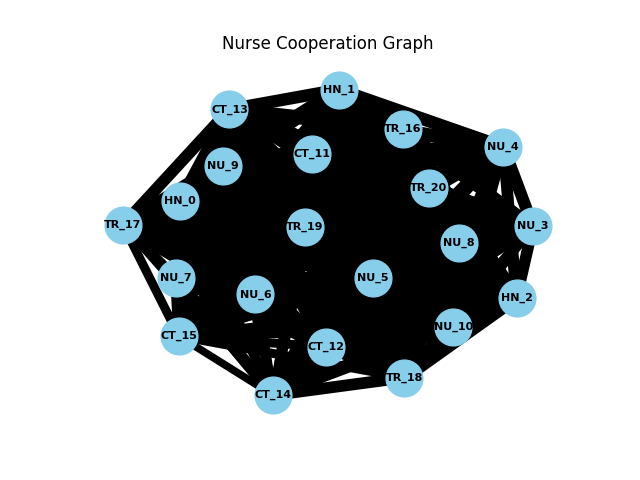 Nurse Cooperation Graph
HN_1
CT_13
TR_16
NU_4
CT_11
NU_9
TR_20
HN_0
TR_17
TR_19
NU_3
NU_8
NU_7
NU_5
NU_6
HN_2
NU_10
CT_15
CT_12
TR_18
CT_14